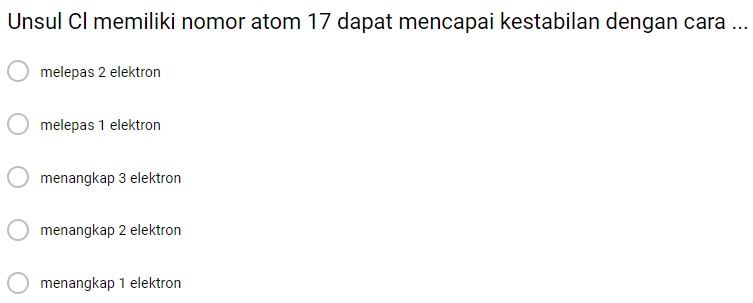 Unsul Cl memiliki nomor atom 17 dapat mencapai kestabilan dengan cara ...
melepas 2 elektron
melepas 1 elektron
menangkap 3 elektron
menangkap 2 elektron
menangkap 1 elektron